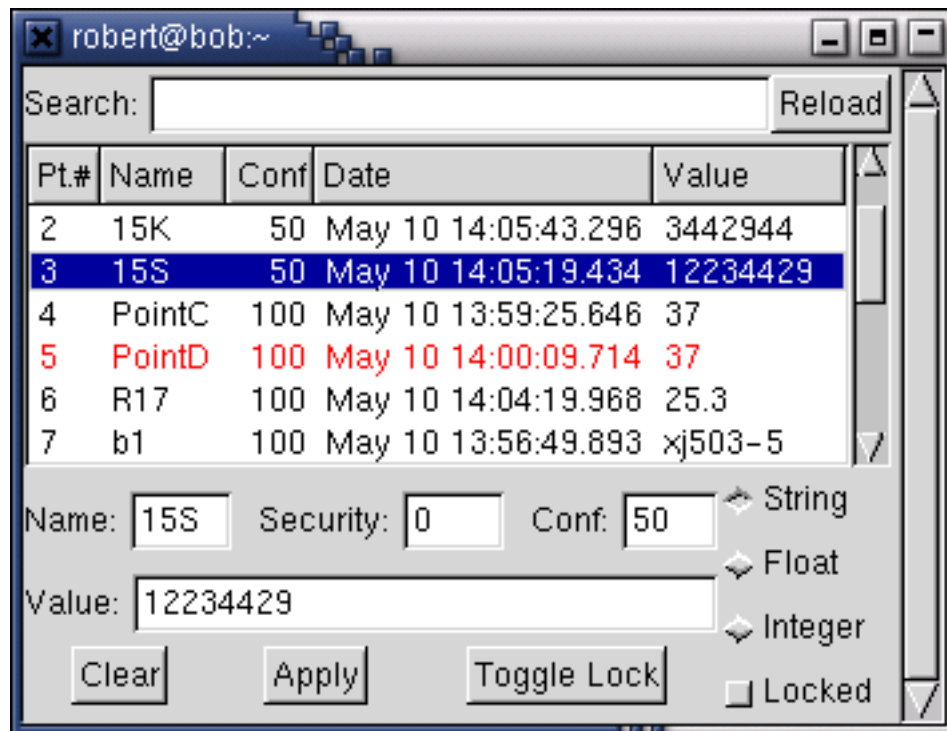 robert@bob:~
Search: Reload
Pt.# Name Conf Date Value
2 15K 50 May 10 14:05:43.296 3442944
3 15S 50 May 10 14:05:19.434 12234429
4 PointC 100 May 10 13:59:25.646 37
5 PointD 100 May 10 14:00:09.714 37
6 R17 100 May 10 14:04:19.968 25.3
7 b1 100 May 10 13:56:49.893 xj503-5
Name: 15S Security: 0 Conf: 50 String
Float
Value: 12234429
Integer
Clear Apply Toggle Lock
Locked